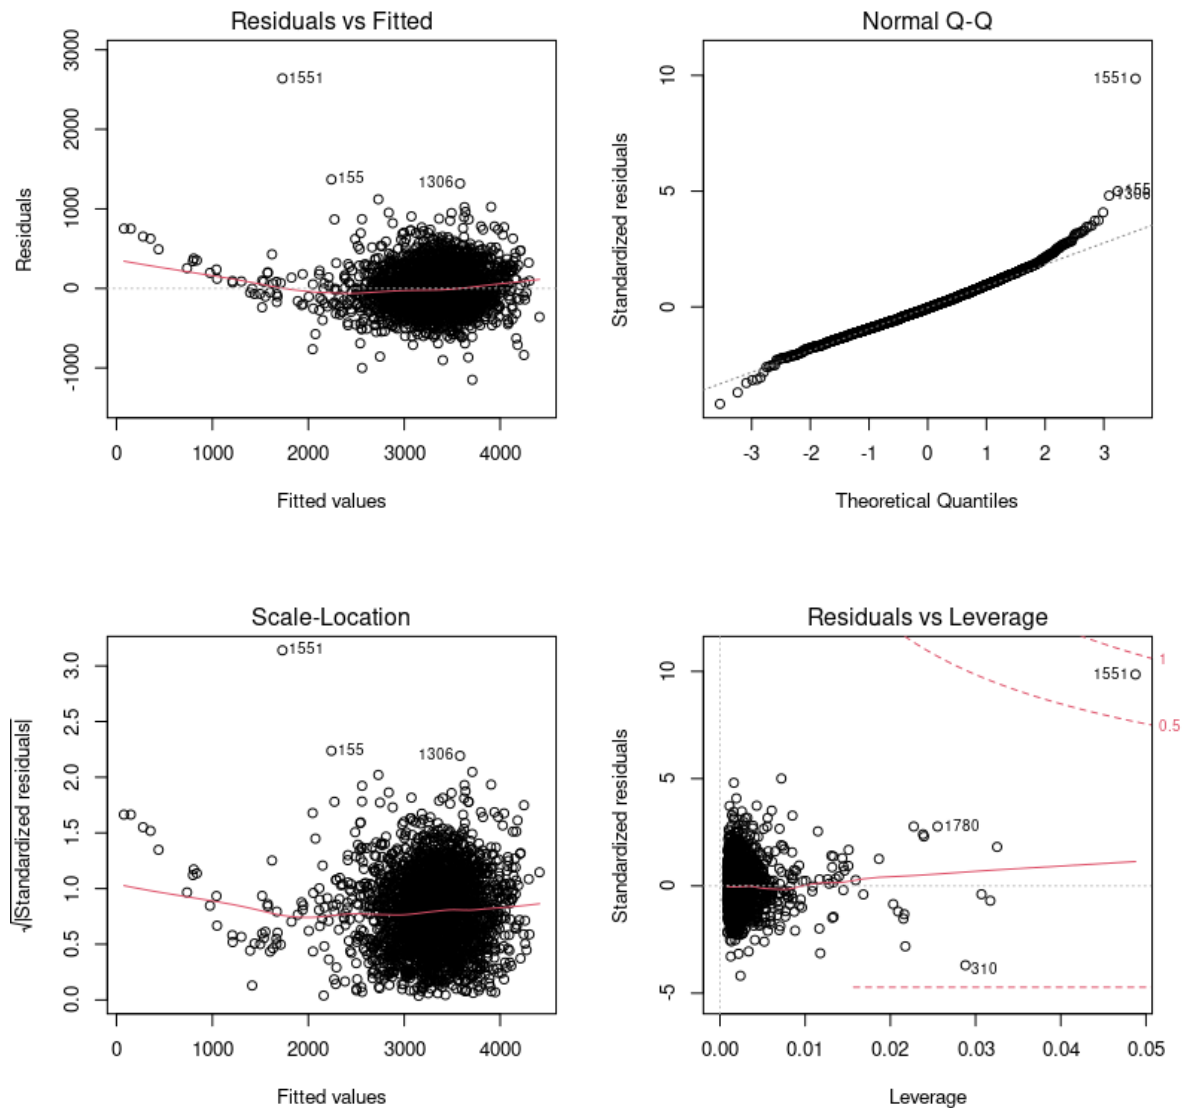 Residuals vs Fitted
Residuals
3000
2000
1000
0
-1000
1551
155
1306
0 1000 2000 3000 4000
Fitted values
Normal Q-Q
Standardized residuals
10
5
0
1551
155
1306
-3 -2 -1 0 1 2 3
Theoretical Quantiles
Scale-Location
√|Standardized residuals|
3.0
2.5
2.0
1.5
1.0
0.5
0.0
1551
155
1306
0 1000 2000 3000 4000
Fitted values
Residuals vs Leverage
Standardized residuals
10
5
0
-5
1
1551
0.5
1780
310
0.00 0.01 0.02 0.03 0.04 0.05
Leverage